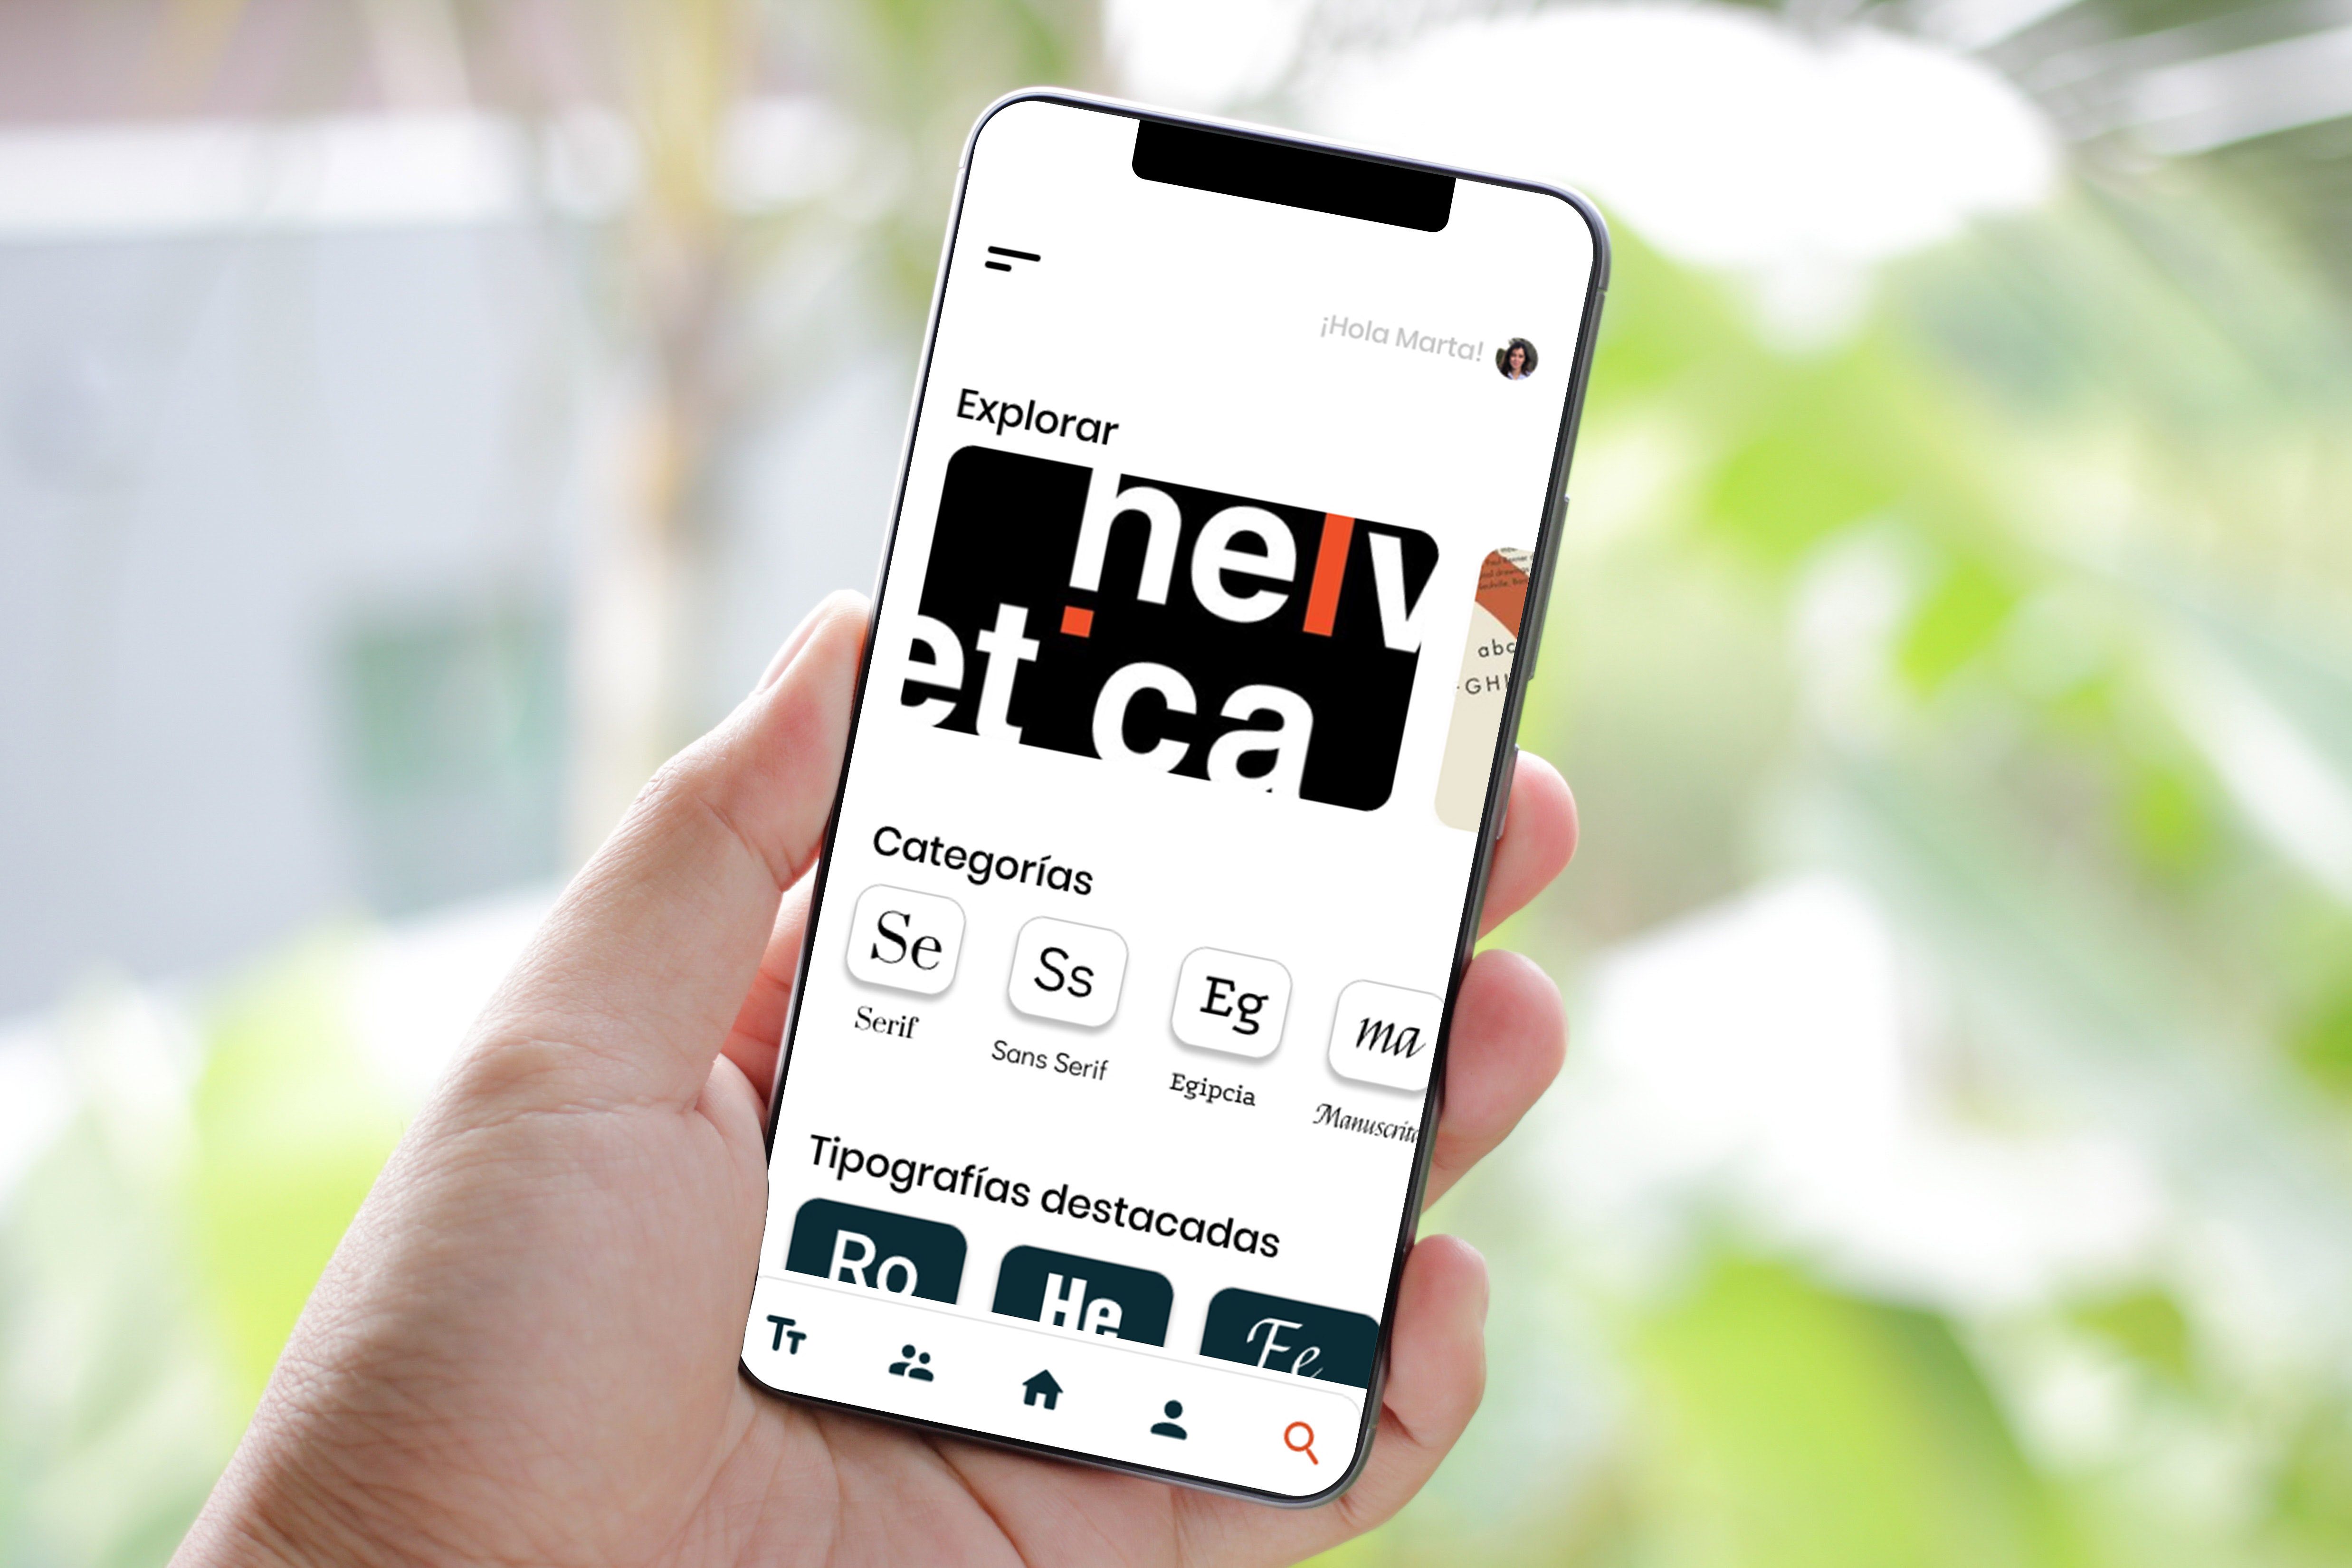 ¡Hola Marta!
Explorar
helv
et ca
abc
GHI
Categorías
Se
Ss
Eg
ma
Serif
Sans Serif
Egipcia
Manuscrita
Tipografías destacadas
Ro
He
Fe
Tt